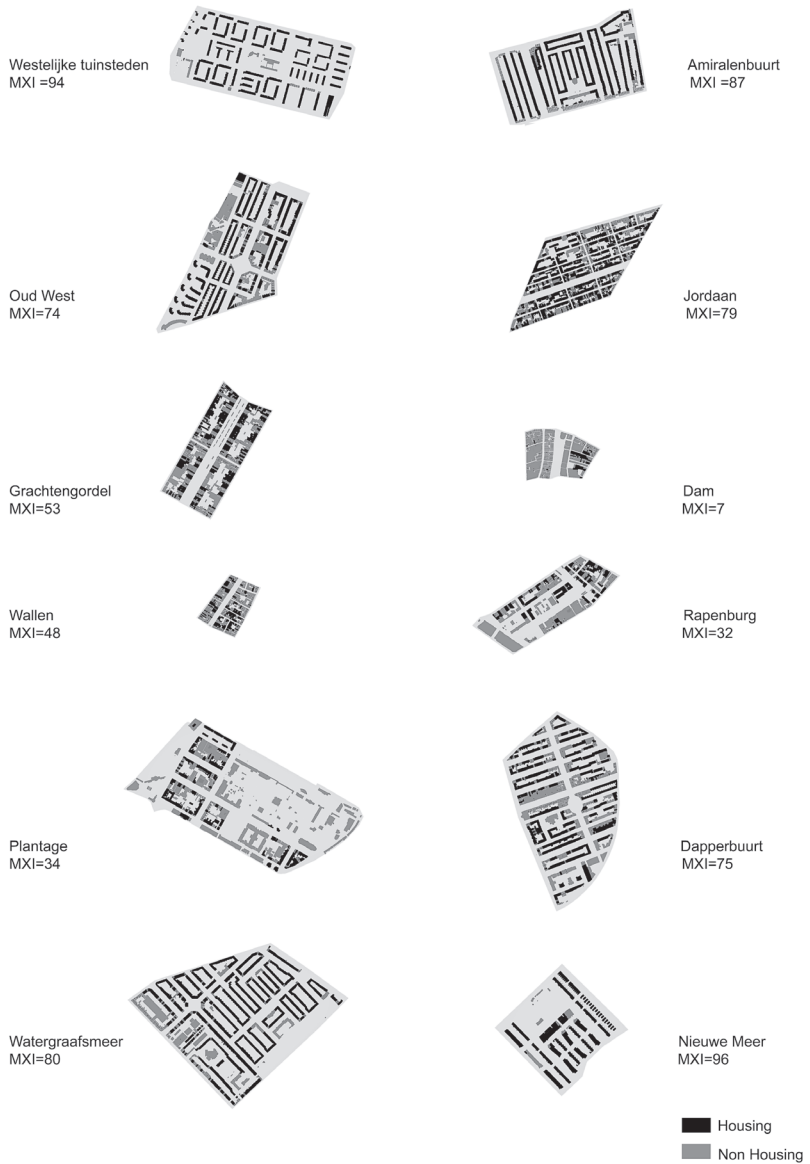 Westelijke tuinsteden
MXI =94
Amiralenbuurt
MXI =87
Oud West
MXI=74
Jordaan
MXI=79
Grachtengordel
MXI=53
Dam
MXI=7
Wallen
MXI=48
Rapenburg
MXI=32
Plantage
MXI=34
Dapperbuurt
MXI=75
Watergraafsmeer
MXI=80
Nieuwe Meer
MXI=96
Housing
Non Housing